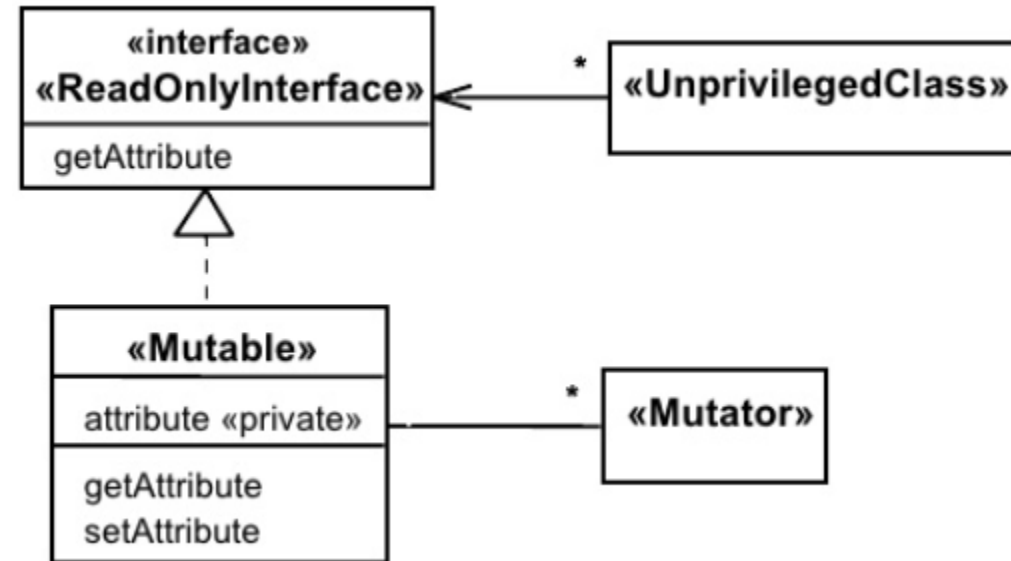 «interface»
«ReadOnlyInterface»
getAttribute
*
«UnprivilegedClass»
«Mutable»
attribute «private»
getAttribute
setAttribute
*
«Mutator»